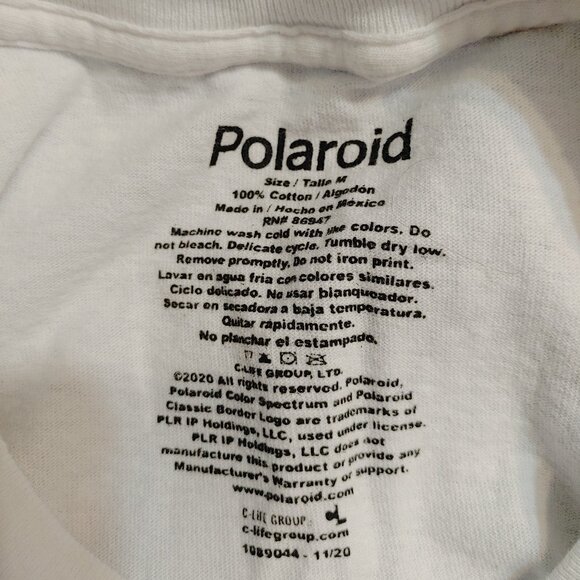 Polaroid
Size / Talla M
100% Cotton / Algodón
Made in / Hecho en México
RN# 86947
Machine wash cold with like colors. Do
not bleach. Delicate cycle. Tumble dry low.
Remove promptly. Do not iron print.
Lavar en agua fria con colores similares.
Ciclo delicado. No usar blanqueador.
Secar en secadora a baja temperatura.
Quitar rápidamente.
No planchar el estampado.
C-LIFE GROUP, LTD.
©2020 All rights reserved. Polaroid,
Polaroid Color Spectrum and Polaroid
Classic Border Logo are trademarks of
PLR IP Holdings, LLC, used under license.
PLR IP Holdings, LLC does not
manufacture this product or provide any
Manufacturer's Warranty or support.
www.polaroid.com
C-LIFE GROUP
c-lifegroup.com
1089044 - 11/20